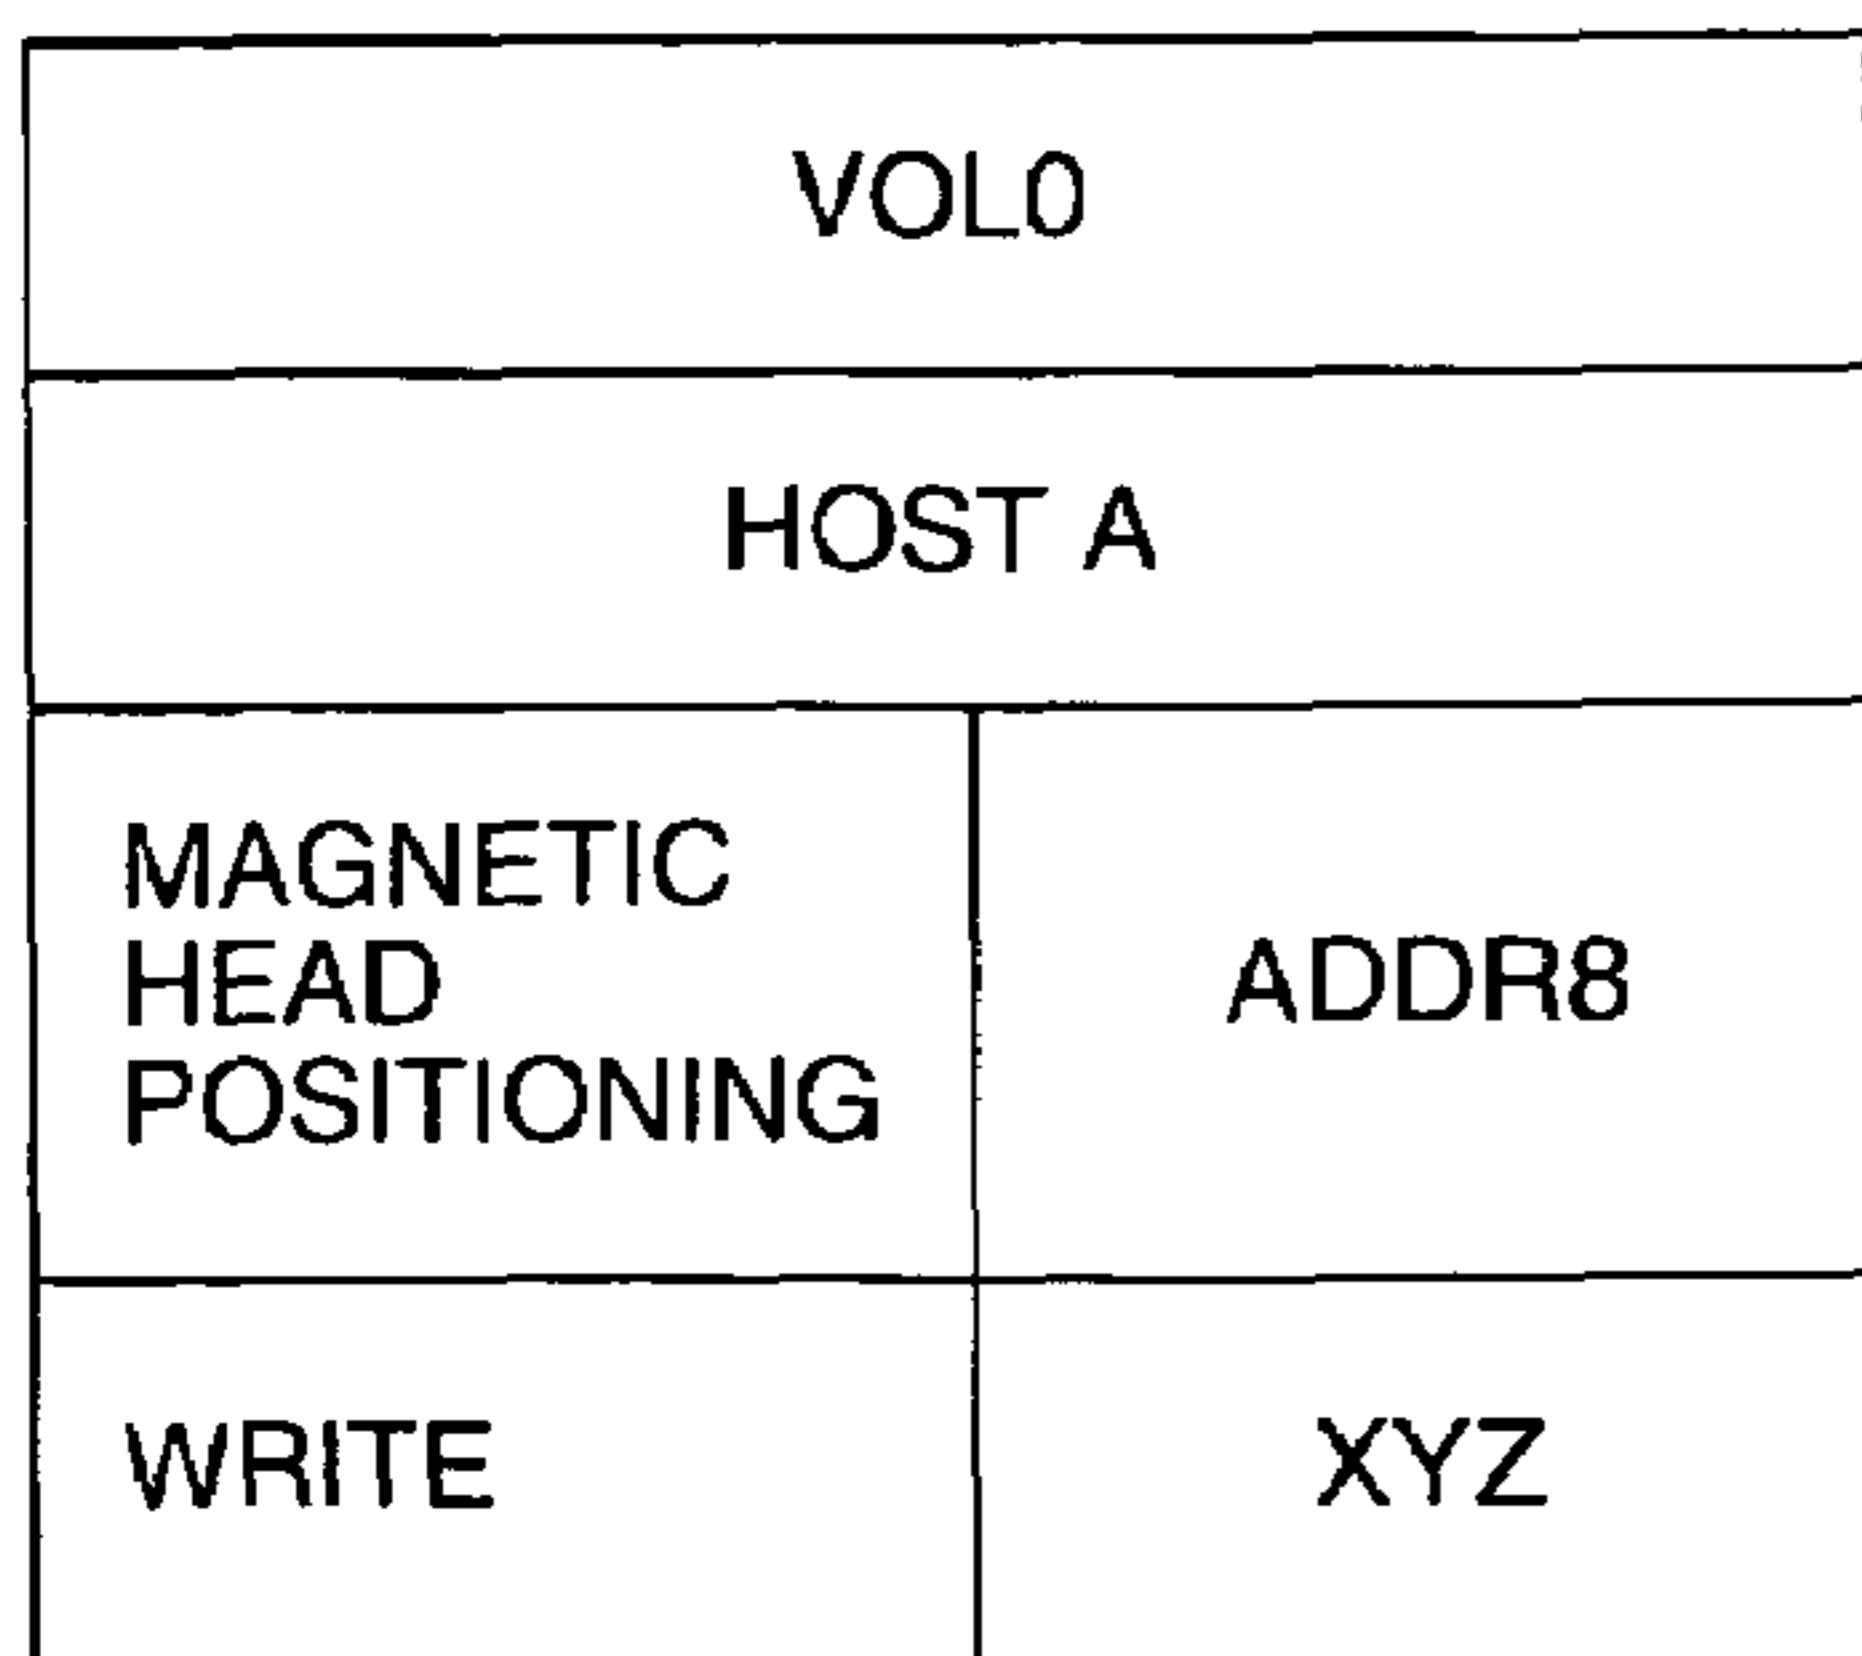 VOL0
HOST A
MAGNETIC
HEAD
POSITIONING
ADDR8
WRITE
XYZ